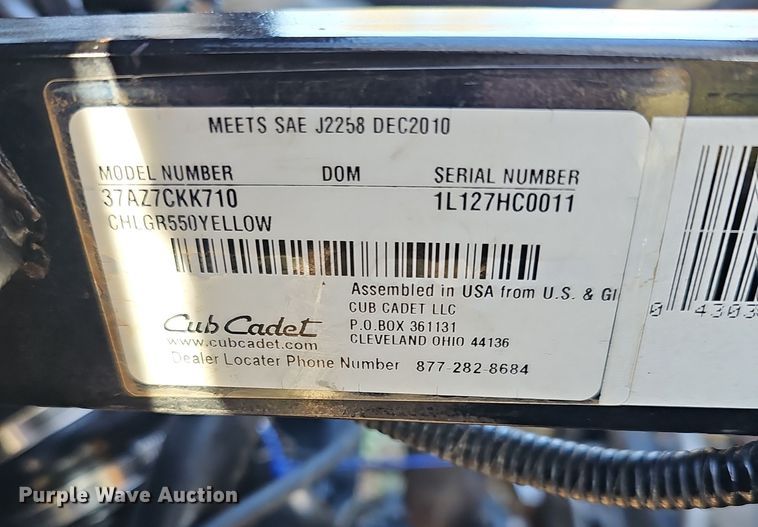 MEETS SAE J2258 DEC2010
MODEL NUMBER DOM SERIAL NUMBER
37AZ7CKK710 1L127HC0011
CHLGR550YELLOW
Assembled in USA from U.S. & Gl
CUB CADET LLC
P.O.BOX 361131
CLEVELAND OHIO 44136
Cub Cadet
www.cubcadet.com
Dealer Locater Phone Number 877-282-8684
0 4303
Purple Wave Auction